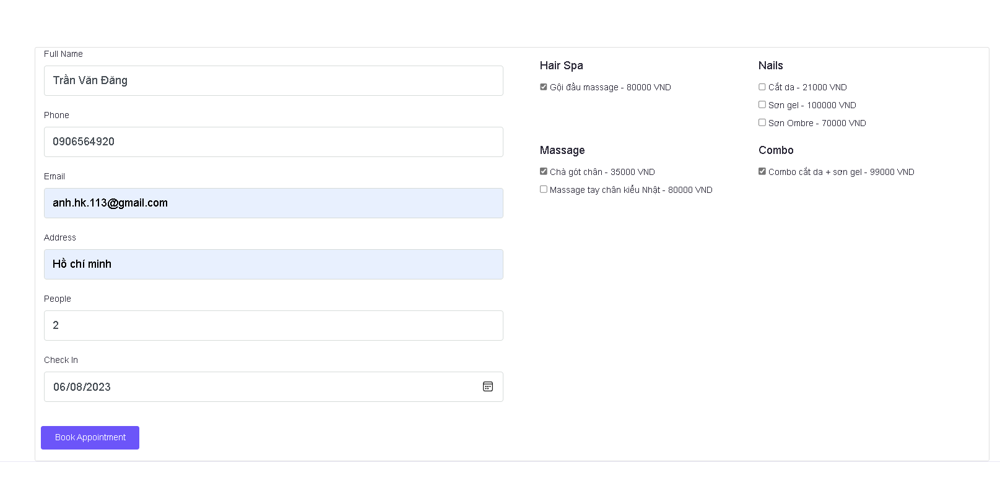 Full Name
Trần Văn Đăng
Phone
0906564920
Email
anh.hk.113@gmail.com
Address
Hồ chí minh
People
2
Check In
06/08/2023
Book Appointment
Hair Spa
Gội đầu massage - 80000 VND
Nails
Cắt da - 21000 VND
Sơn gel - 100000 VND
Sơn Ombre - 70000 VND
Massage
Chà gót chân - 35000 VND
Massage tay chân kiểu Nhật - 80000 VND
Combo
Combo cắt da + sơn gel - 99000 VND